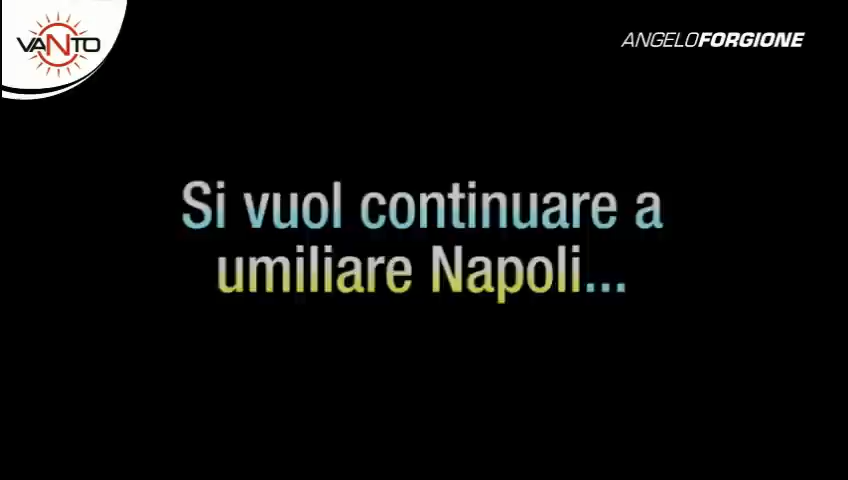 VANTO
ANGELOFORGIONE
Si vuol continuare a
umiliare Napoli...